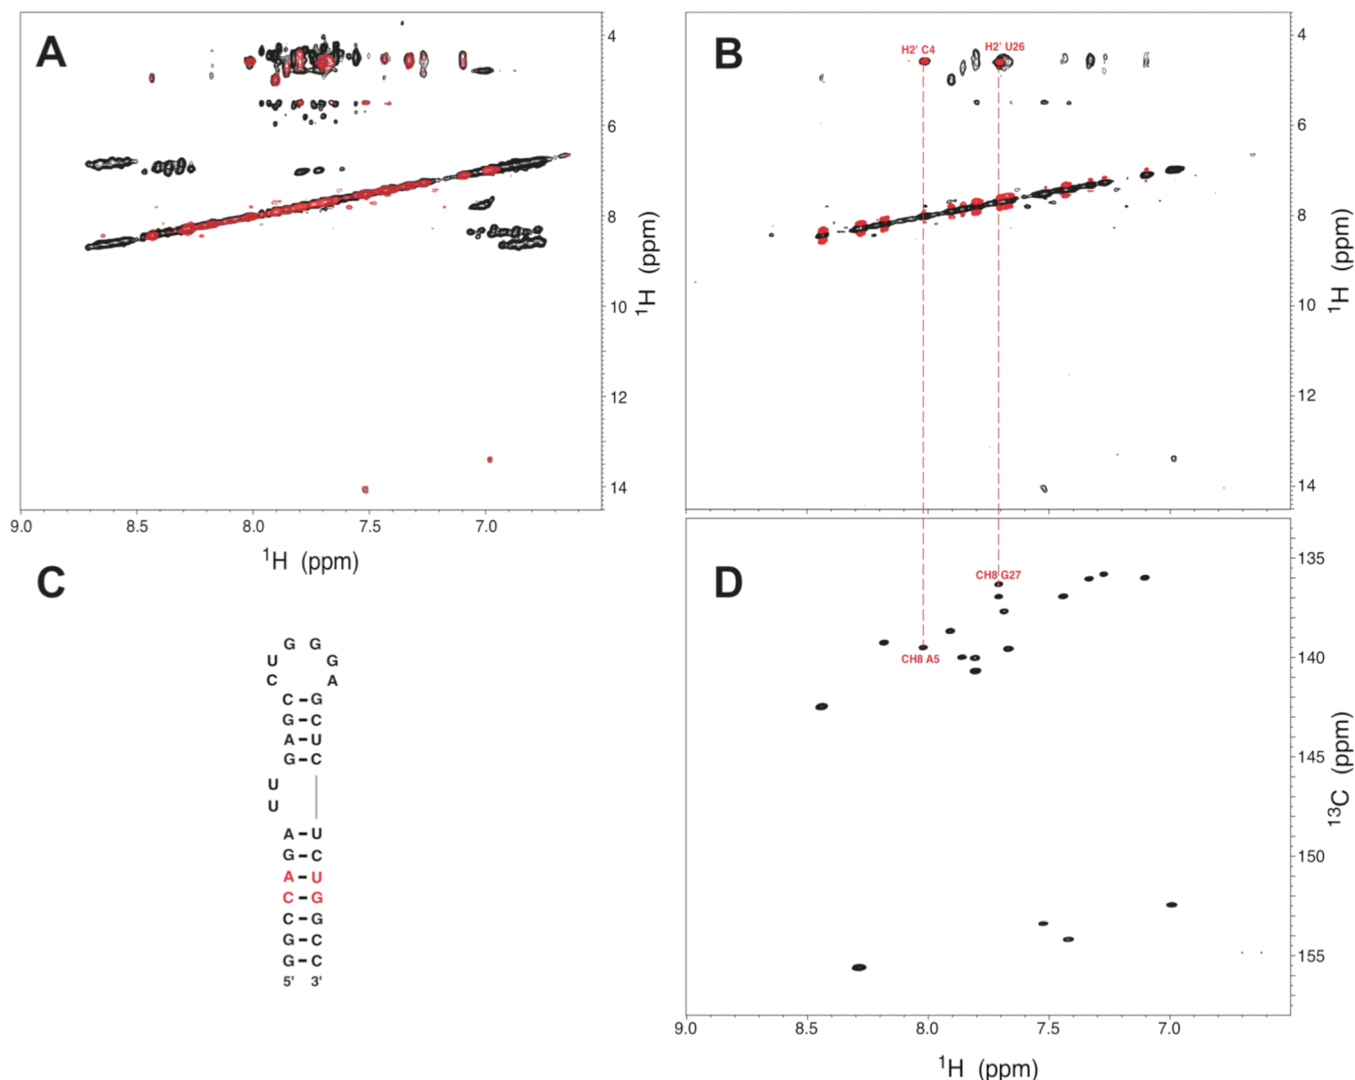 A
4
6
8
10
12
14
¹H (ppm)
9.0 8.5 8.0 7.5 7.0
¹H (ppm)
B
H2' C4 H2' U26
4
6
8
10
12
14
¹H (ppm)
C
G G
U G
C A
C G
G C
A U
G C
U
U
A U
G C
A U
C G
C G
G C
G C
5' 3'
D
CH8 G27
CH8 A5
135
140
145
150
155
¹³C (ppm)
9.0 8.5 8.0 7.5 7.0
¹H (ppm)